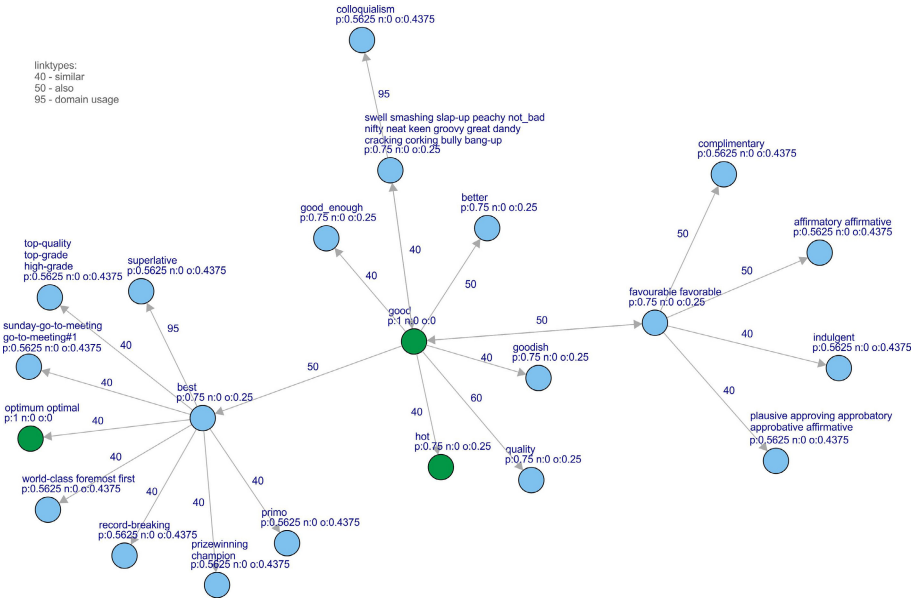 colloquialism
p:0.5625 n:0 o:0.4375
linktypes:
40 - similar
50 - also
95 - domain usage
95
swell smashing slap-up peachy not_bad
nifty neat keen groovy great dandy
cracking corking bully bang-up
p:0.75 n:0 o:0.25
complimentary
p:0.5625 n:0 o:0.4375
better
p:0.75 n:0 o:0.25
good_enough
p:0.75 n:0 o:0.25
affirmatory affirmative
p:0.5625 n:0 o:0.4375
50
40
top-quality
top-grade
high-grade
p:0.5625 n:0 o:0.4375
superlative
p:0.5625 n:0 o:0.4375
40
50
50
favourable favorable
p:0.75 n:0 o:0.25
good
p:1 n:0 o:0
50
sunday-go-to-meeting
go-to-meeting#1
p:0.5625 n:0 o:0.4375
95
40
40
indulgent
p:0.5625 n:0 o:0.4375
goodish
p:0.75 n:0 o:0.25
40
50
40
best
p:0.75 n:0 o:0.25
40
60
optimum optimal
p:1 n:0 o:0
40
40
plausive approving approbatory
approbative affirmative
p:0.5625 n:0 o:0.4375
hot
p:0.75 n:0 o:0.25
quality
p:0.75 n:0 o:0.25
40
world-class foremost first
p:0.5625 n:0 o:0.4375
40
40
40
primo
p:0.5625 n:0 o:0.4375
record-breaking
p:0.5625 n:0 o:0.4375
prizewinning
champion
p:0.5625 n:0 o:0.4375